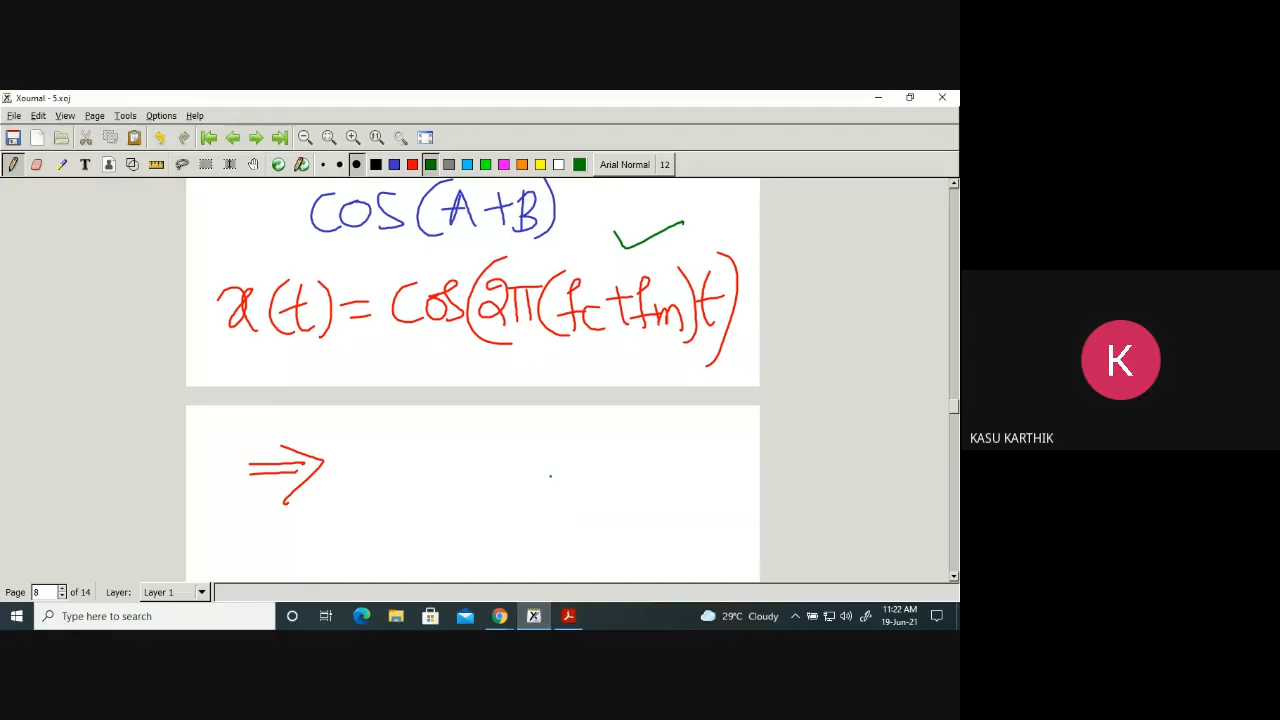 Xournal - 5.xoj
File Edit View Page Tools Options Help
Arial Normal 12
cos(A+B)
x(t) = cos(2π(fc+fm)t)
⇒
K
KASU KARTHIK
Page 8 of 14 Layer: Layer 1
Type here to search
29°C Cloudy
11:22 AM
19-Jun-21